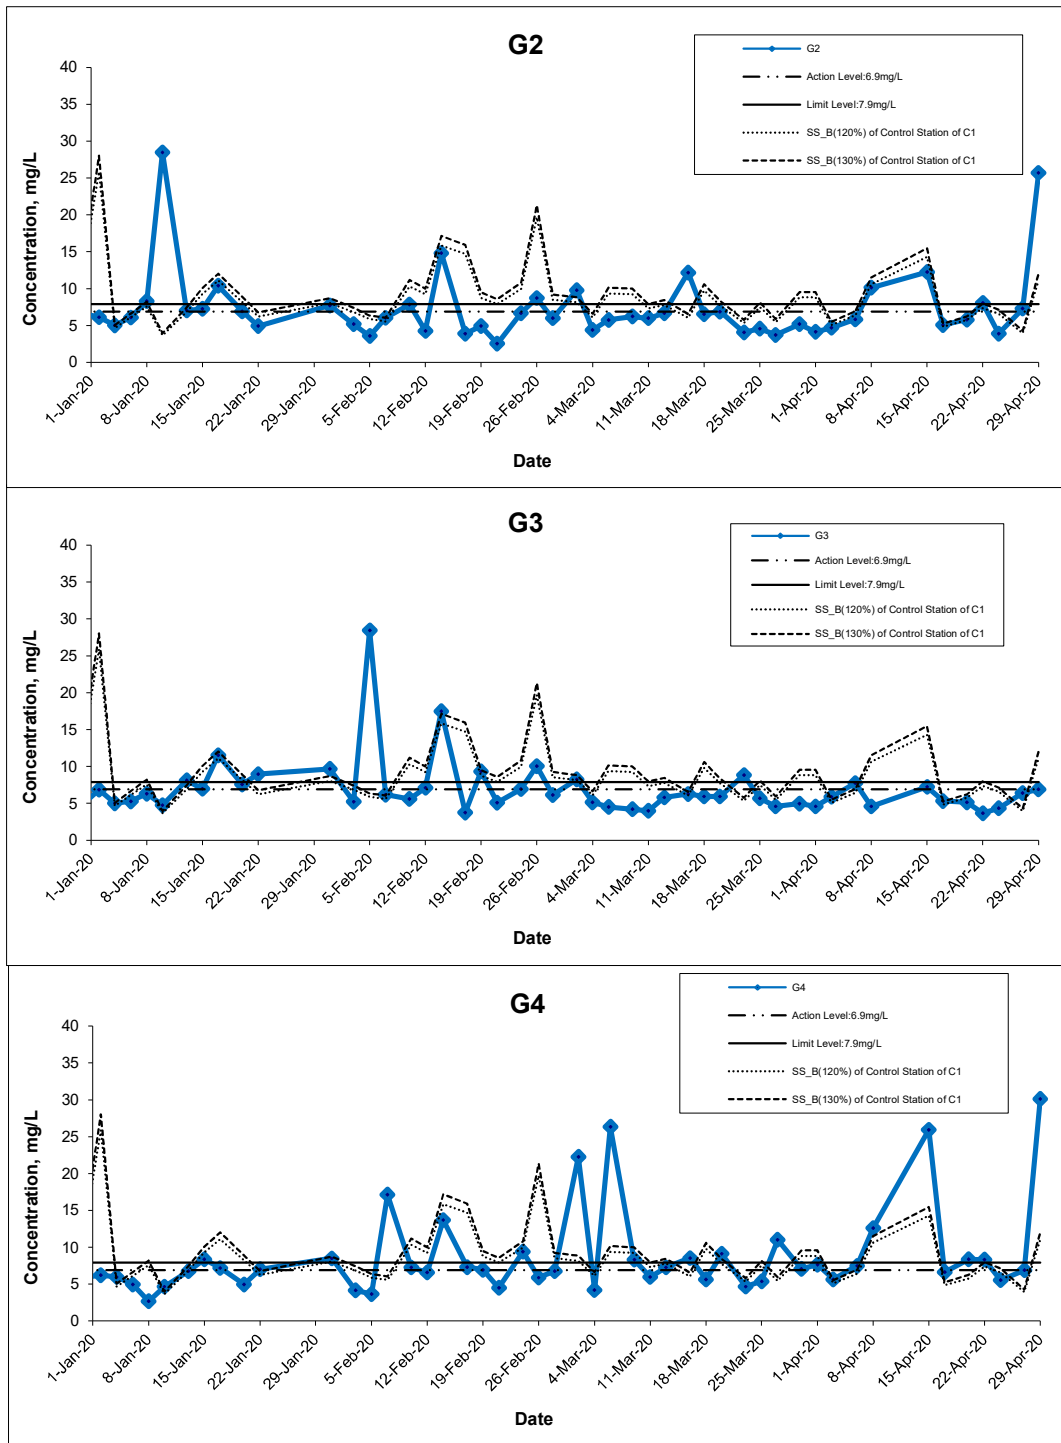 G2
G2
Action Level:6.9mg/L
Limit Level:7.9mg/L
SS_B(120%) of Control Station of C1
SS_B(130%) of Control Station of C1
Concentration, mg/L
40
35
30
25
20
15
10
5
0
1-Jan-20 8-Jan-20 15-Jan-20 22-Jan-20 29-Jan-20 5-Feb-20 12-Feb-20 19-Feb-20 26-Feb-20 4-Mar-20 11-Mar-20 18-Mar-20 25-Mar-20 1-Apr-20 8-Apr-20 15-Apr-20 22-Apr-20 29-Apr-20
Date
G3
G3
Action Level:6.9mg/L
Limit Level:7.9mg/L
SS_B(120%) of Control Station of C1
SS_B(130%) of Control Station of C1
Concentration, mg/L
40
35
30
25
20
15
10
5
0
1-Jan-20 8-Jan-20 15-Jan-20 22-Jan-20 29-Jan-20 5-Feb-20 12-Feb-20 19-Feb-20 26-Feb-20 4-Mar-20 11-Mar-20 18-Mar-20 25-Mar-20 1-Apr-20 8-Apr-20 15-Apr-20 22-Apr-20 29-Apr-20
Date
G4
G4
Action Level:6.9mg/L
Limit Level:7.9mg/L
SS_B(120%) of Control Station of C1
SS_B(130%) of Control Station of C1
Concentration, mg/L
40
35
30
25
20
15
10
5
0
1-Jan-20 8-Jan-20 15-Jan-20 22-Jan-20 29-Jan-20 5-Feb-20 12-Feb-20 19-Feb-20 26-Feb-20 4-Mar-20 11-Mar-20 18-Mar-20 25-Mar-20 1-Apr-20 8-Apr-20 15-Apr-20 22-Apr-20 29-Apr-20
Date